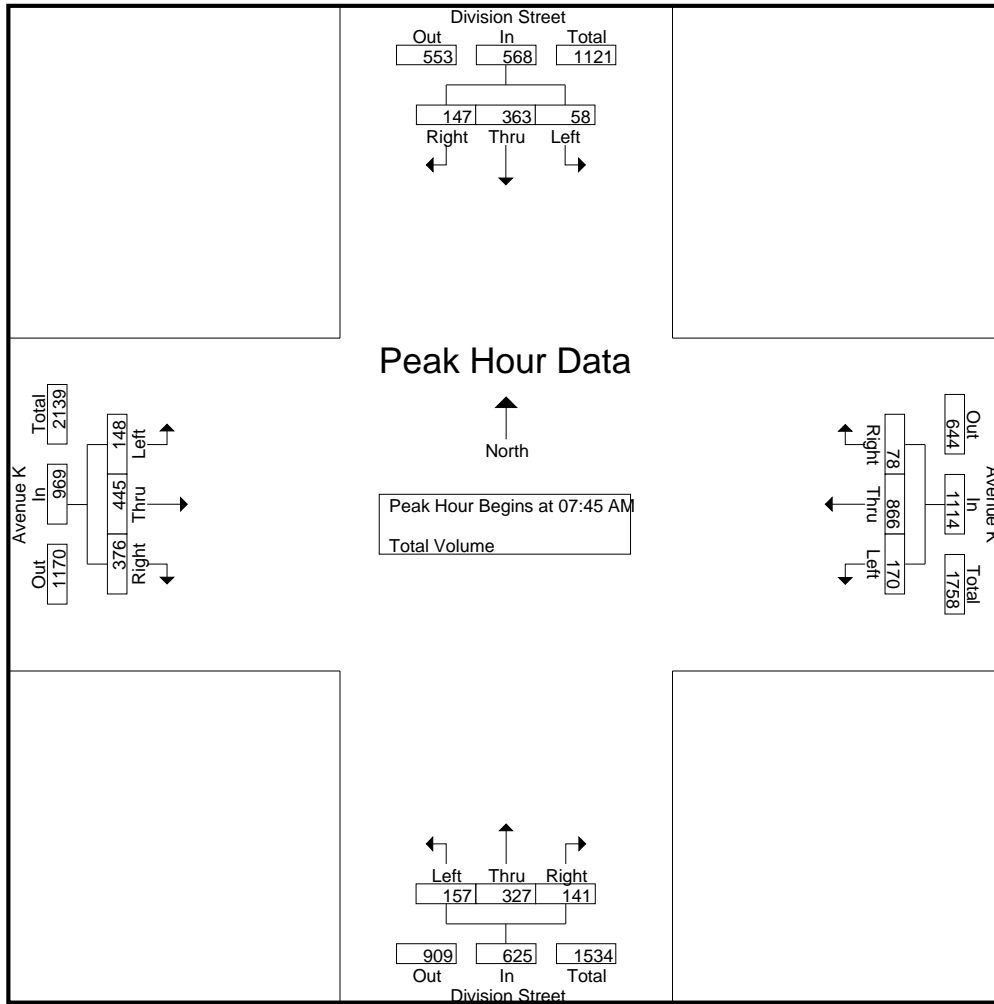 Division Street
Out In Total
553 568 1121
147 363 58
Right Thru Left
Peak Hour Data
North
Peak Hour Begins at 07:45 AM
Total Volume
Avenue K
Out In Total
1170 969 2139
376 445 148
Right Thru Left
Avenue K
Out In Total
644 1114 1758
78 866 170
Right Thru Left
Left Thru Right
157 327 141
909 625 1534
Out In Total
Division Street